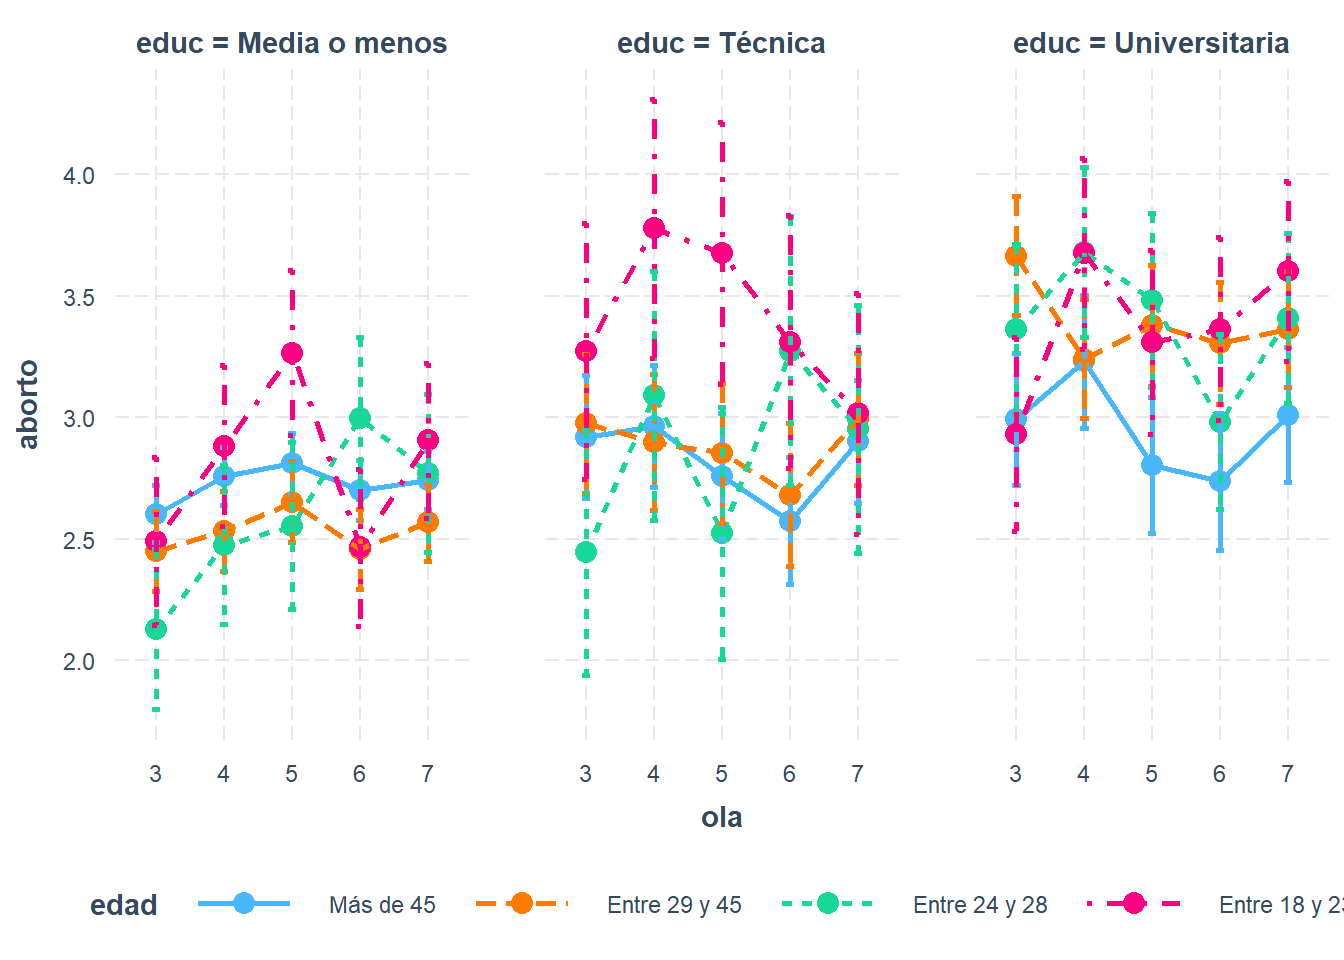 educ = Media o menos educ = Técnica educ = Universitaria
4.0
3.5
3.0
2.5
2.0
aborto
3 4 5 6 7 3 4 5 6 7 3 4 5 6 7
ola
edad Más de 45 Entre 29 y 45 Entre 24 y 28 Entre 18 y